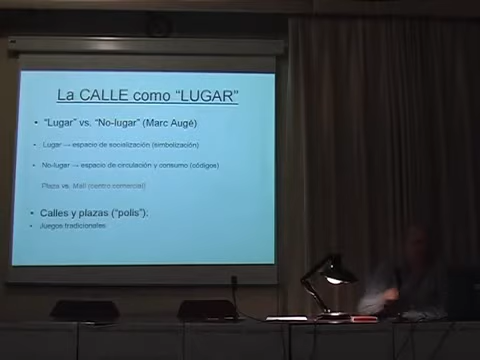 La CALLE como "LUGAR"
• "Lugar" vs. "No-lugar" (Marc Augé)
• Lugar → espacio de socialización (simbolización)
• No-lugar → espacio de circulación y consumo (códigos)
Plaza vs. Mall (centro comercial)
• Calles y plazas ("polis"):
• Juegos tradicionales